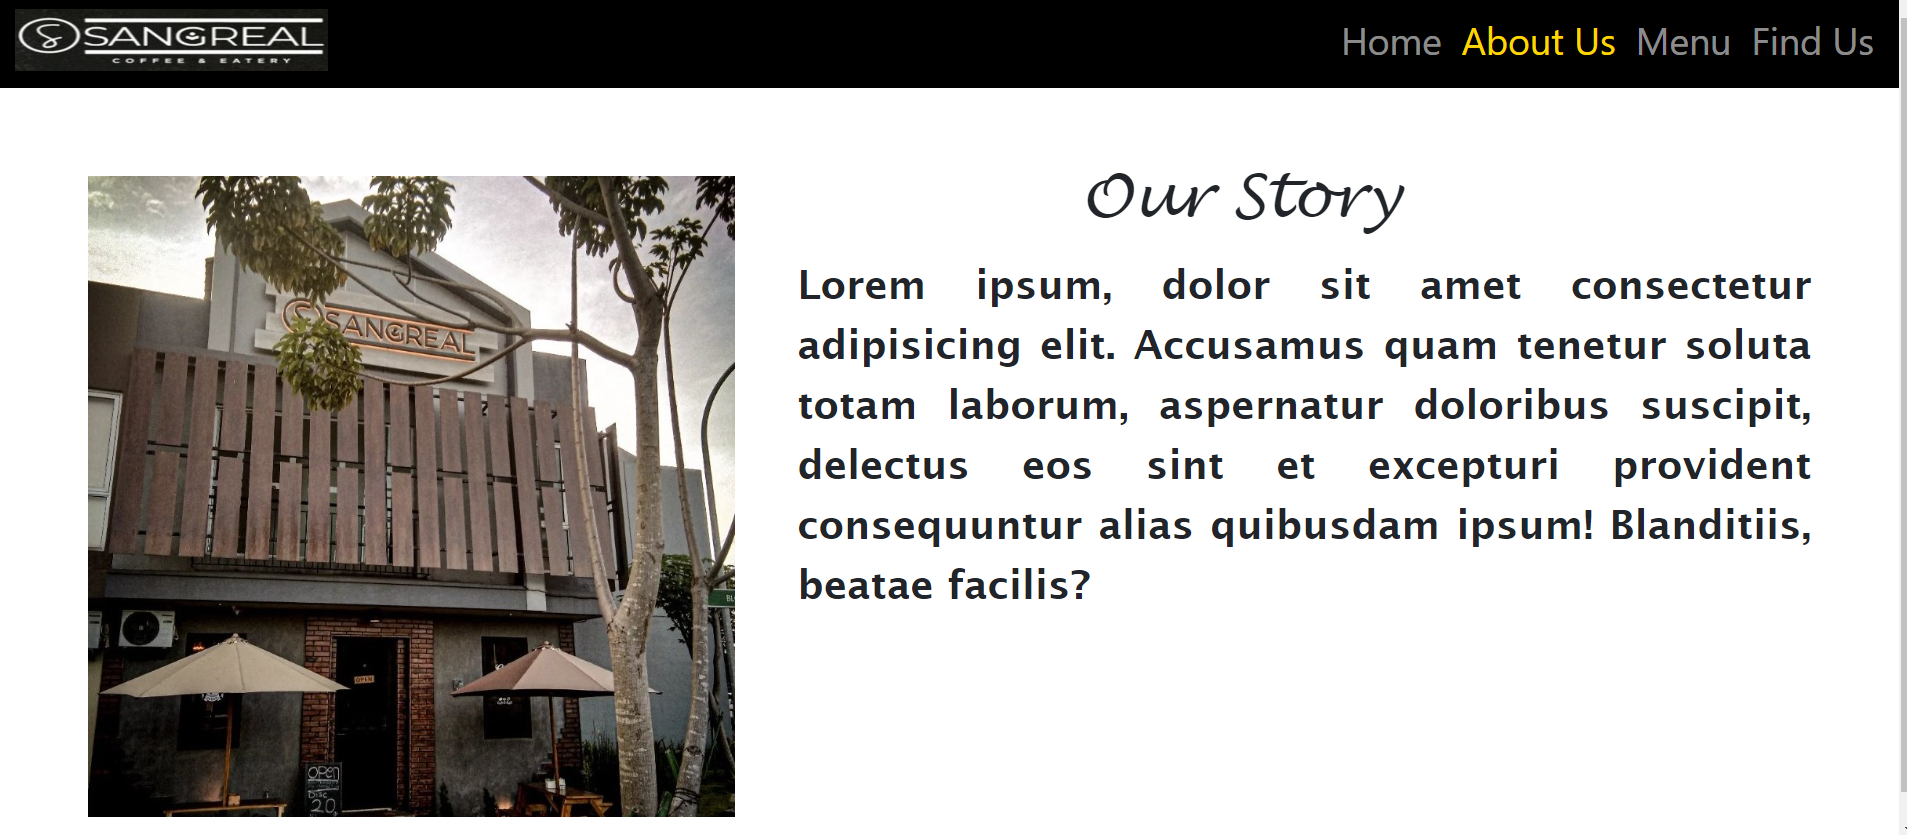 SANGREAL
COFFEE & EATERY
Home About Us Menu Find Us
Our Story
Lorem ipsum, dolor sit amet consectetur
adipisicing elit. Accusamus quam tenetur soluta
totam laborum, aspernatur doloribus suscipit,
delectus eos sint et excepturi provident
consequuntur alias quibusdam ipsum! Blanditiis,
beatae facilis?
SANGREAL
OPEN
OPEN
DISC
20